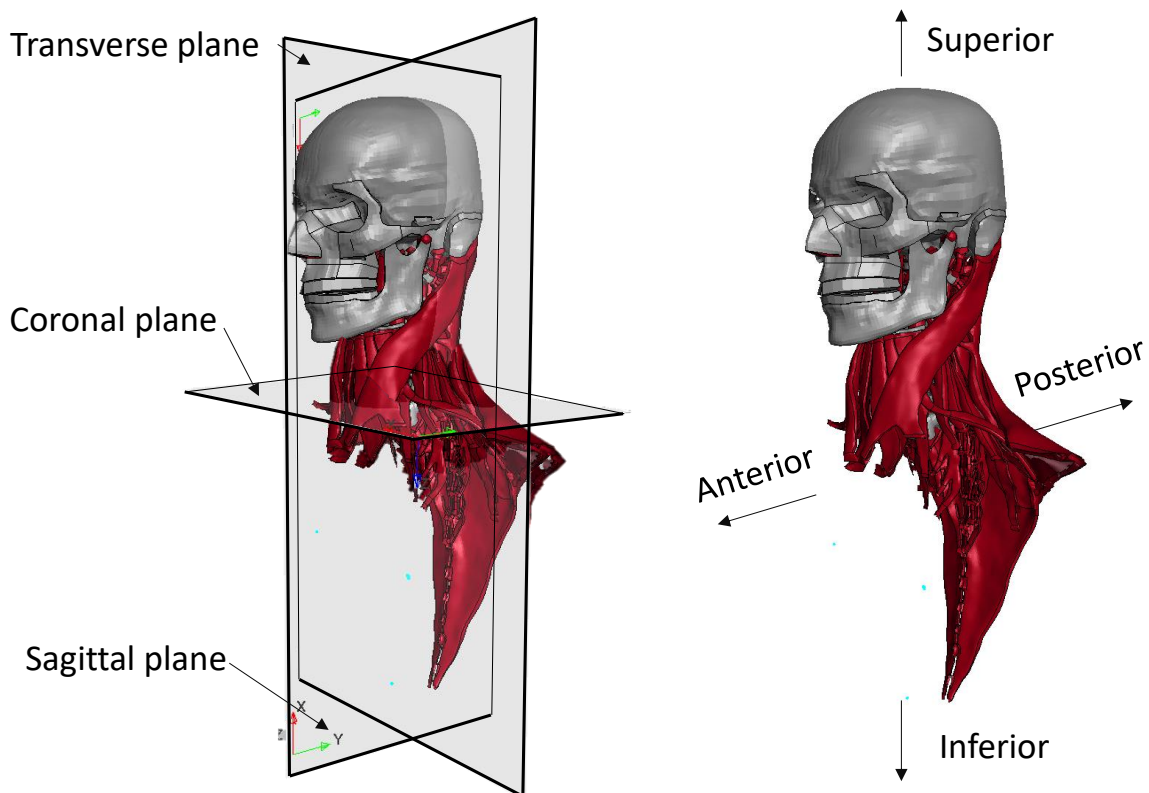 Transverse plane
Superior
Coronal plane
Posterior
Anterior
Sagittal plane
X
Y
Inferior